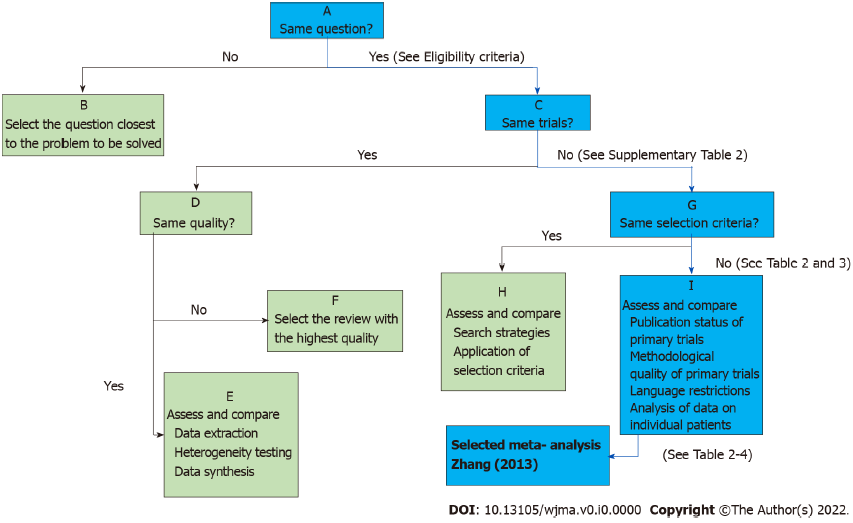 A
Same question?
No
Yes (See Eligibility criteria)
B
Select the question closest
to the problem to be solved
C
Same trials?
Yes
No (See Supplementary Table 2)
D
Same quality?
G
Same selection criteria?
Yes
No (See Table 2 and 3)
F
Select the review with
the highest quality
No
H
Assess and compare
Search strategies
Application of
selection criteria
I
Assess and compare
Publication status of
primary trials
Methodological
quality of primary trials
Language restrictions
Analysis of data on
individual patients
Yes
E
Assess and compare
Data extraction
Heterogeneity testing
Data synthesis
Selected meta- analysis
Zhang (2013)
(See Table 2-4)
DOI: 10.13105/wjma.v0.i0.0000 Copyright ©The Author(s) 2022.